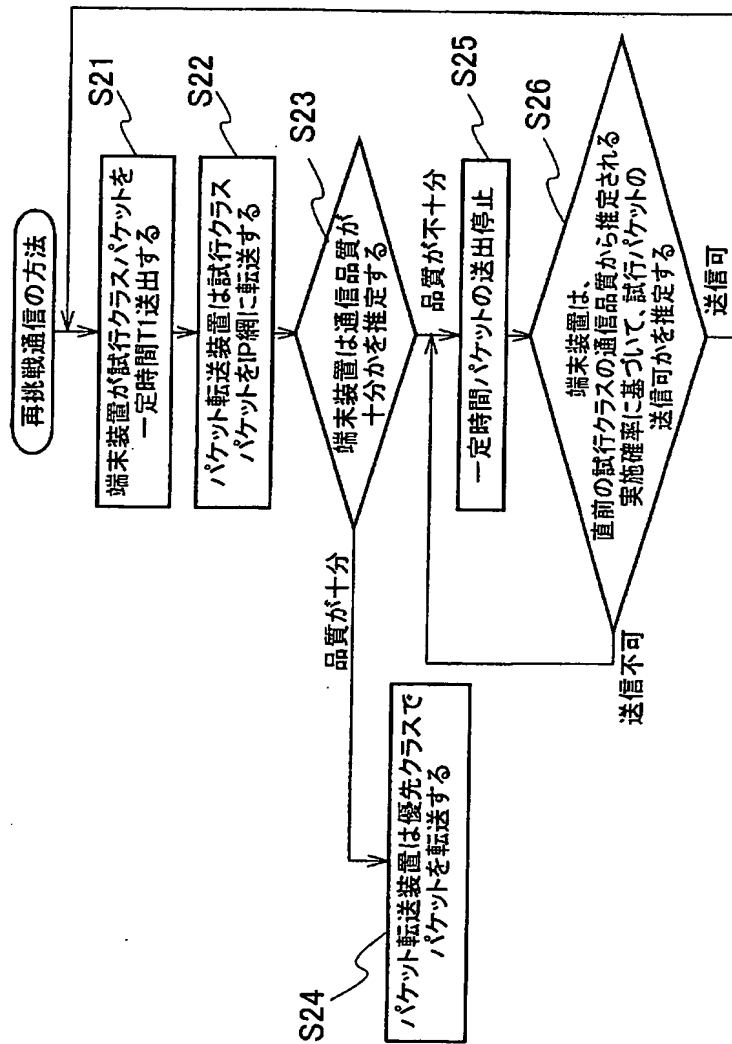 再挑戦通信の方法
端末装置が試行クラスパケットを
一定時間T1送出する
S21
パケット転送装置は試行クラス
パケットをIP網に転送する
S22
端末装置は通信品質が
十分かを推定する
S23
品質が十分
品質が不十分
パケット転送装置は優先クラスで
パケットを転送する
S24
一定時間パケットの送出停止
S25
端末装置は、
直前の試行クラスの通信品質から推定される
実施確率に基づいて、試行パケットの
送信可かを推定する
S26
送信不可
送信可